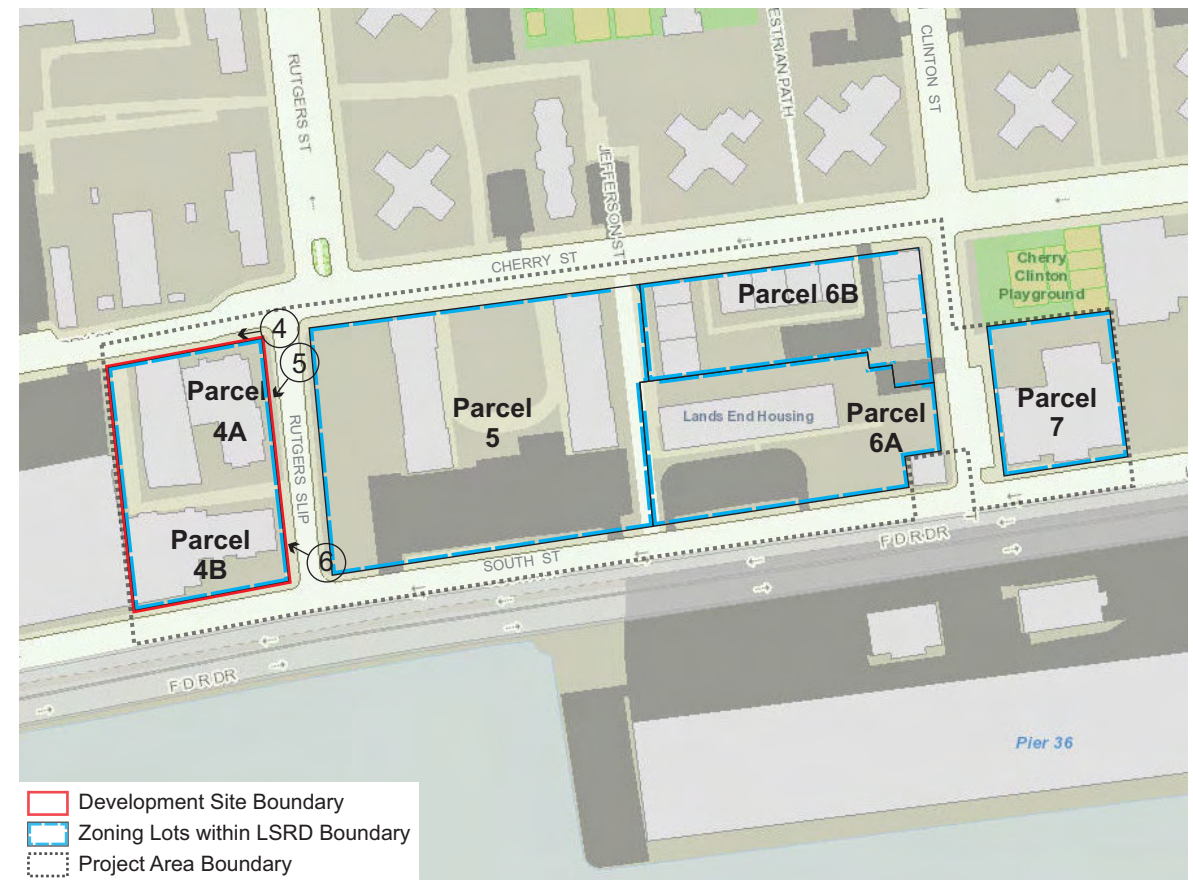 RUTGERS ST
ESTRIAN PATH
CLINTON ST
JEFFERSON ST
CHERRY ST
Cherry
Clinton
Playground
4
5
Parcel
4A
Parcel 6B
Parcel
5
Lands End Housing
Parcel
6A
Parcel
7
RUTGERS SLIP
Parcel
4B
6
SOUTH ST
F D R DR
F D R DR
Pier 36
Development Site Boundary
Zoning Lots within LSRD Boundary
Project Area Boundary